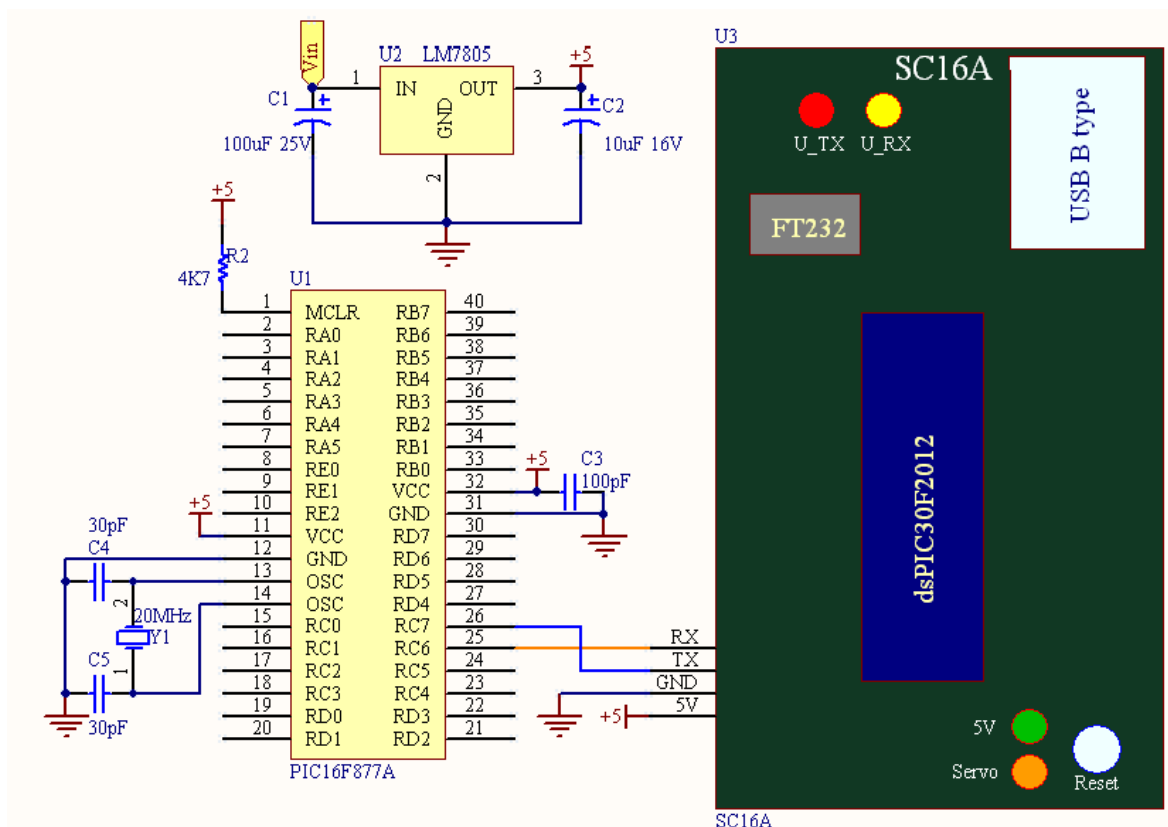 Vin
U2 LM7805
1 IN OUT 3
GND
2
+5
C1
100uF 25V
C2
10uF 16V
+5
R2
4K7
U1
1 MCLR RB7 40
2 RA0 RB6 39
3 RA1 RB5 38
4 RA2 RB4 37
5 RA3 RB3 36
6 RA4 RB2 35
7 RA5 RB1 34
8 RE0 RB0 33
9 RE1 VCC 32
10 RE2 GND 31
11 VCC RD7 30
12 GND RD6 29
13 OSC RD5 28
14 OSC RD4 27
15 RC0 RC7 26
16 RC1 RC6 25
17 RC2 RC5 24
18 RC3 RC4 23
19 RD0 RD3 22
20 RD1 RD2 21
PIC16F877A
+5
C3
100pF
+5
30pF
C4
2
20MHz
Y1
1
C5
30pF
RX
TX
GND
5V
+5
U3
SC16A
U_TX U_RX
USB B type
FT232
dsPIC30F2012
5V
Servo
Reset
SC16A